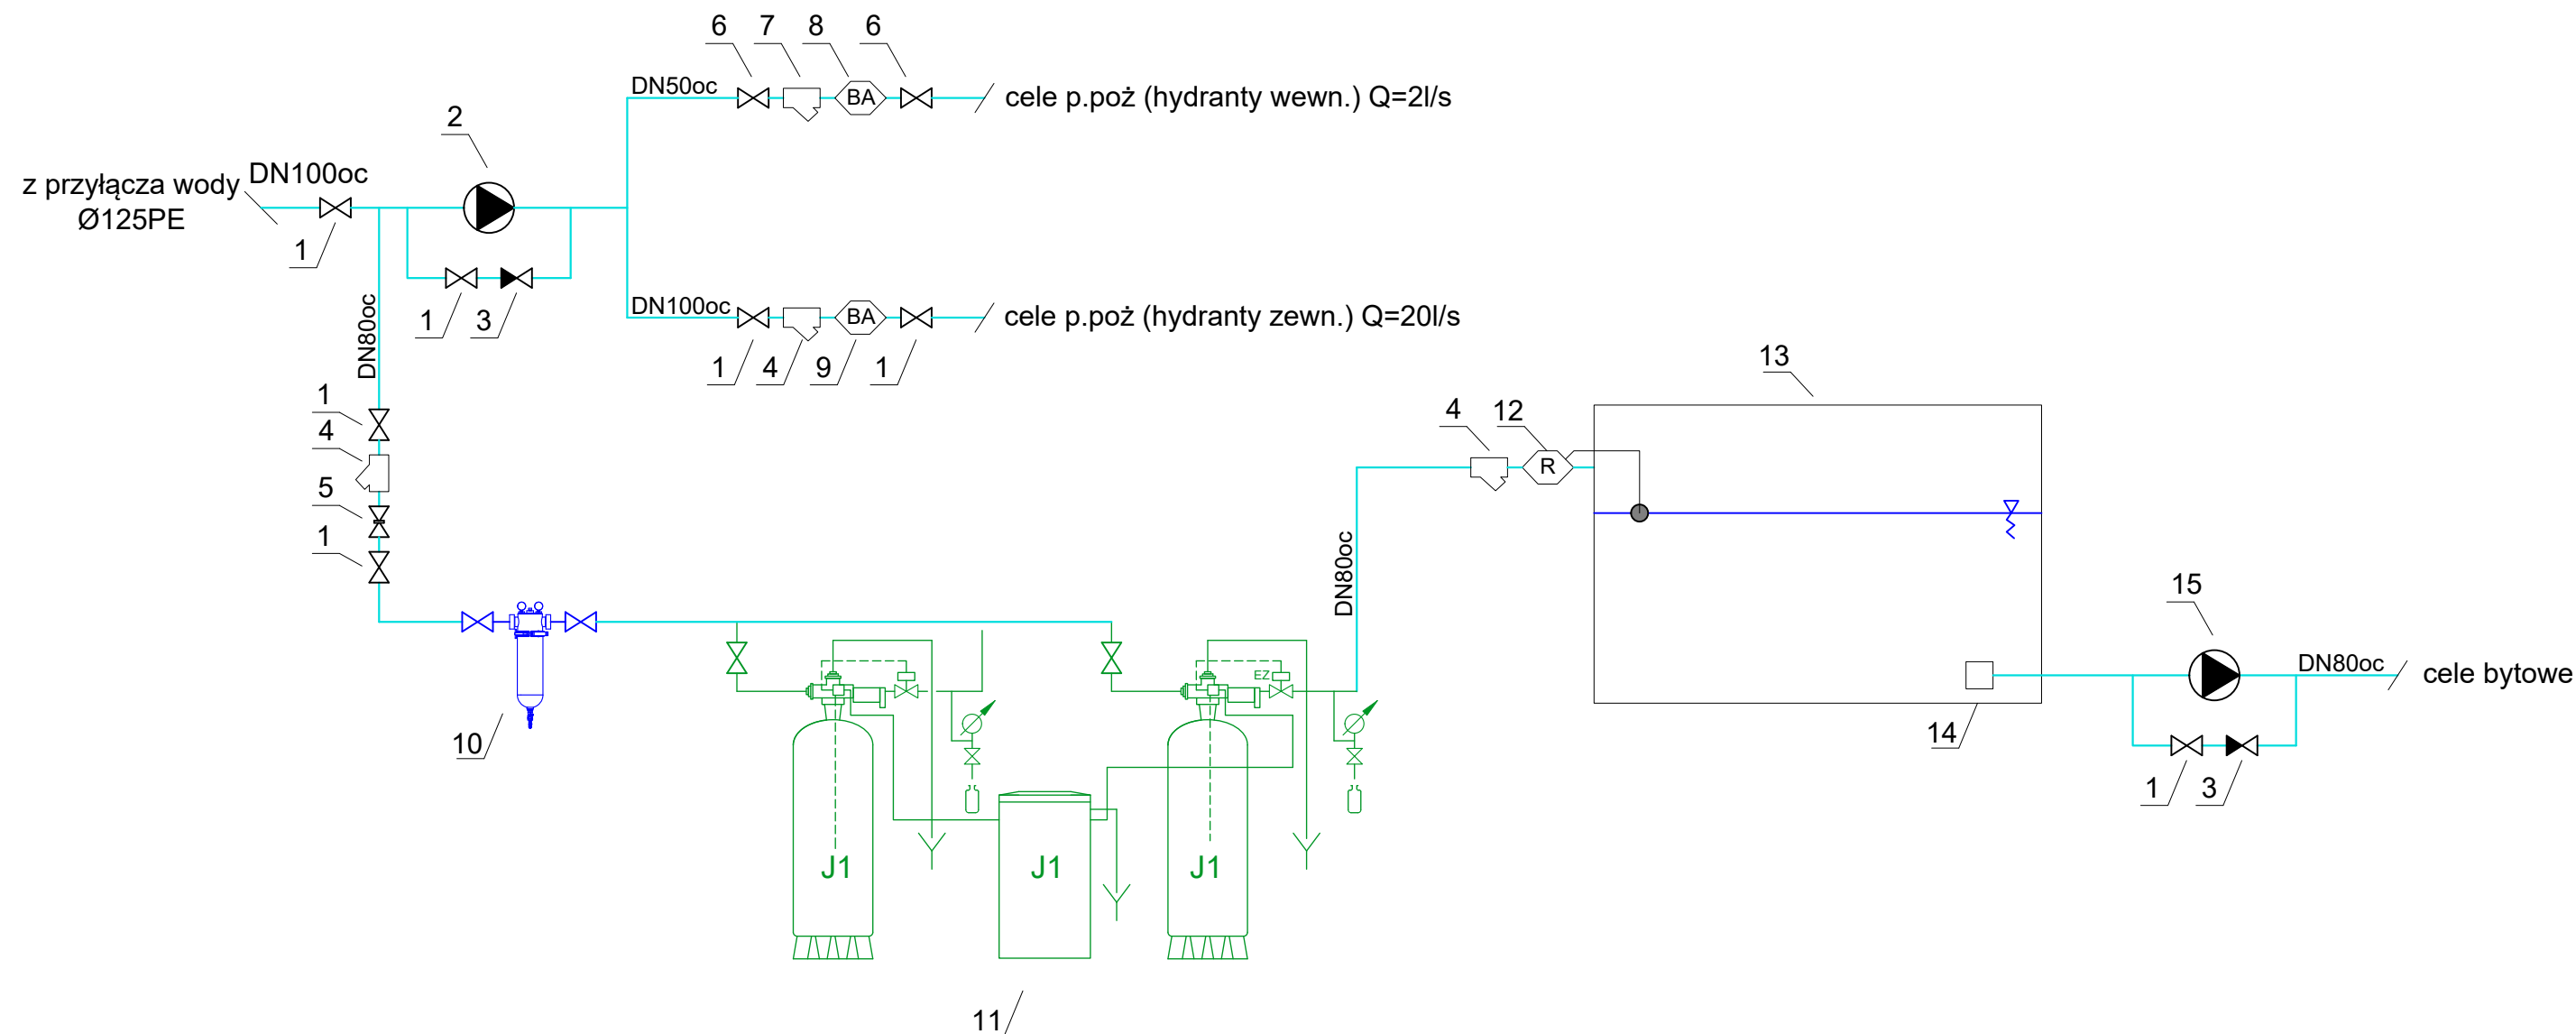 6 7 8 6
DN50oc
BA
cele p.poż (hydranty wewn.) Q=2l/s
2
z przyłącza wody
Ø125PE
DN100oc
1
1 3
DN100oc
BA
cele p.poż (hydranty zewn.) Q=20l/s
1 4 9 1
DN80oc
1
4
5
1
10
EZ
J1
J1
J1
11
DN80oc
4 12
R
13
14
15
DN80oc
cele bytowe
1 3